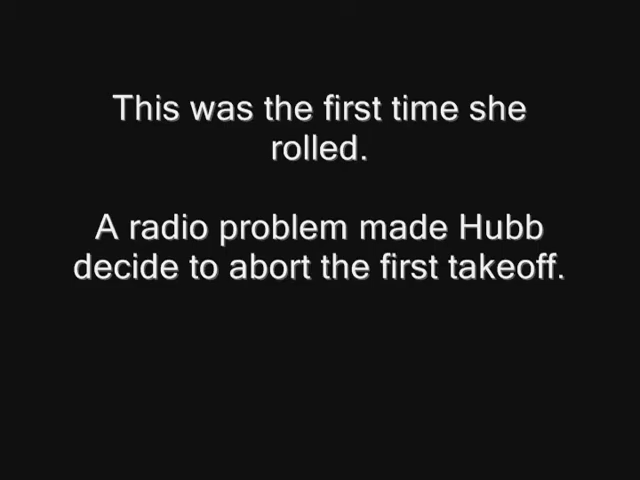 This was the first time she
rolled.
A radio problem made Hubb
decide to abort the first takeoff.